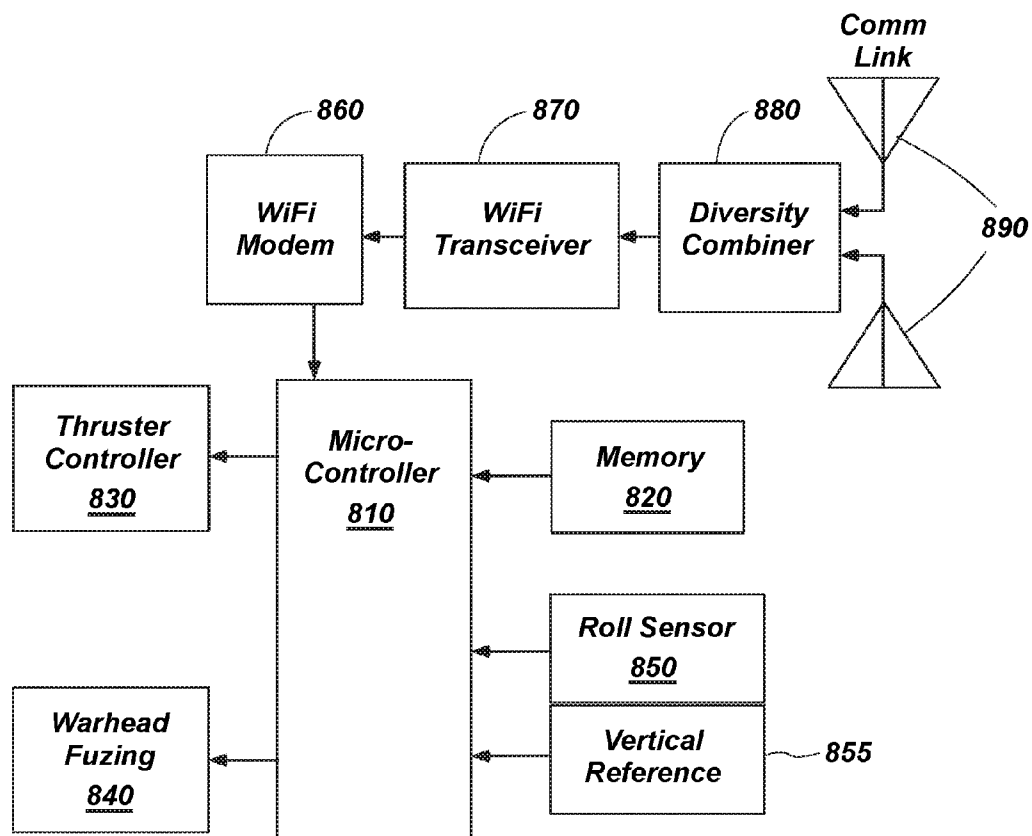 Comm
Link
860
870
880
WiFi
Modem
WiFi
Transceiver
Diversity
Combiner
890
Thruster
Controller
830
Micro-
Controller
810
Memory
820
Roll Sensor
850
Warhead
Fuzing
840
Vertical
Reference
855